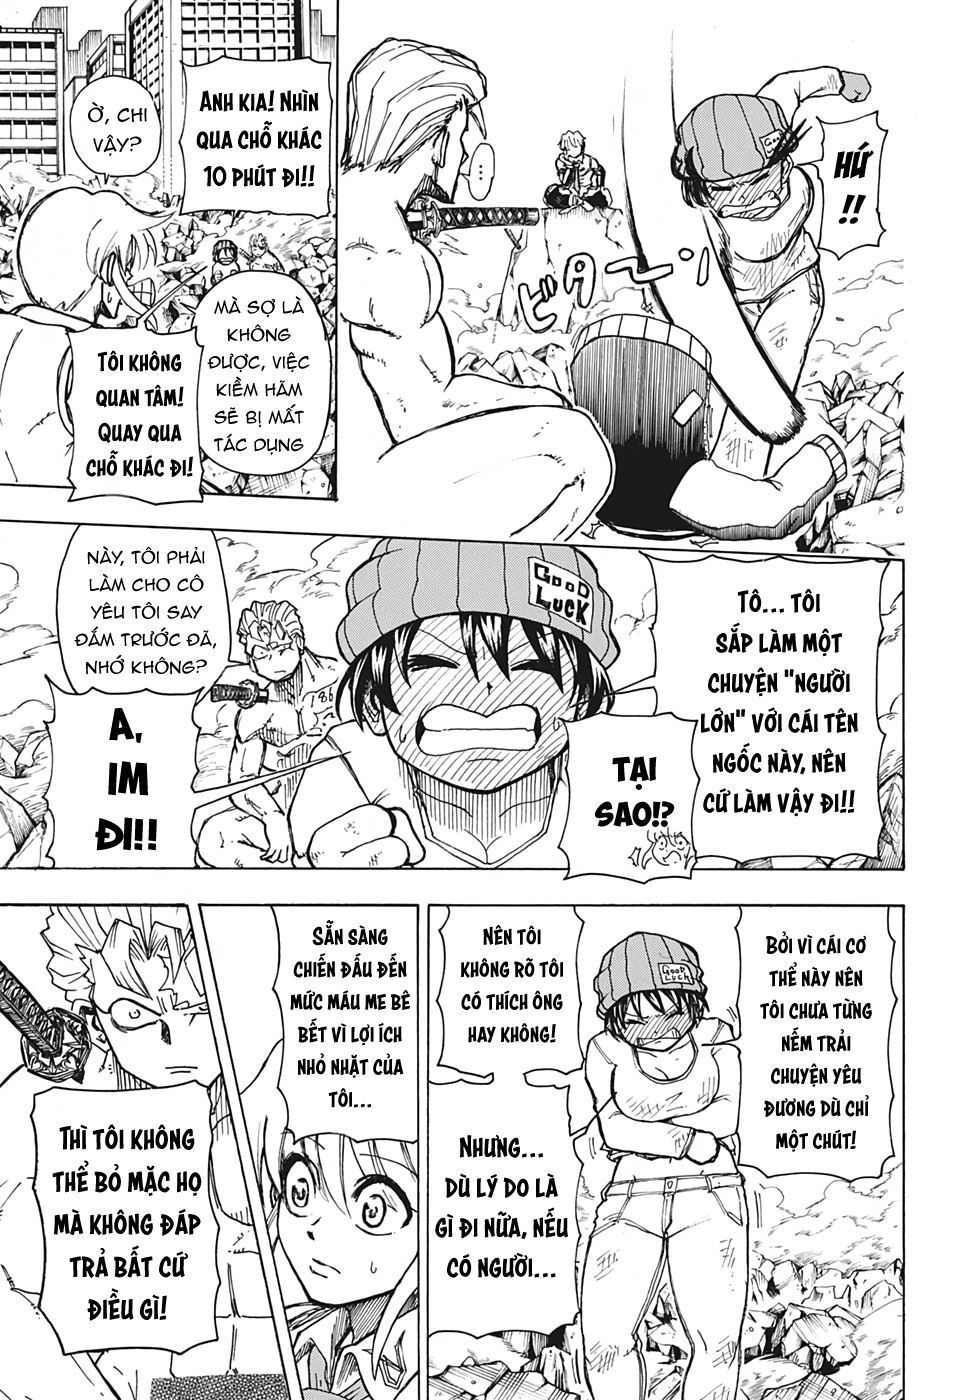 HỨ
!!
GOOD
LUCK
...
ビターン
ANH KIA! NHÌN
QUA CHỖ KHÁC
10 PHÚT ĐI!!
Ờ, CHI
VẬY?
MÀ SỢ LÀ
KHÔNG
ĐƯỢC, VIỆC
KIỀM HÃM
SẼ BỊ MẤT
TÁC DỤNG
TÔI KHÔNG
QUAN TÂM!
QUAY QUA
CHỖ KHÁC ĐI!
TÔ... TÔI
SẮP LÀM MỘT
CHUYỆN "NGƯỜI
LỚN" VỚI CÁI TÊN
NGỐC NÀY, NÊN
CỨ LÀM VẬY ĐI!!
TẠI
SAO!?
GOOD
LUCK
NÀY, TÔI PHẢI
LÀM CHO CÔ
YÊU TÔI SAY
ĐẮM TRƯỚC ĐÃ,
NHỚ KHÔNG?
186
A,
IM
ĐI!!
BỞI VÌ CÁI CƠ
THỂ NÀY NÊN
TÔI CHƯA TỪNG
NẾM TRẢI
CHUYỆN YÊU
ĐƯƠNG DÙ CHỈ
MỘT CHÚT!
GOOD
LUCK
NÊN TÔI
KHÔNG RÕ TÔI
CÓ THÍCH ÔNG
HAY KHÔNG!
NHƯNG...
DÙ LÝ DO LÀ
GÌ ĐI NỮA, NẾU
CÓ NGƯỜI...
SẴN SÀNG
CHIẾN ĐẤU ĐẾN
MỨC MÁU ME BÊ
BẾT VÌ LỢI ÍCH
NHỎ NHẶT CỦA
TÔI...
THÌ TÔI KHÔNG
THỂ BỎ MẶC HỌ
MÀ KHÔNG ĐÁP
TRẢ BẤT CỨ
ĐIỀU GÌ!